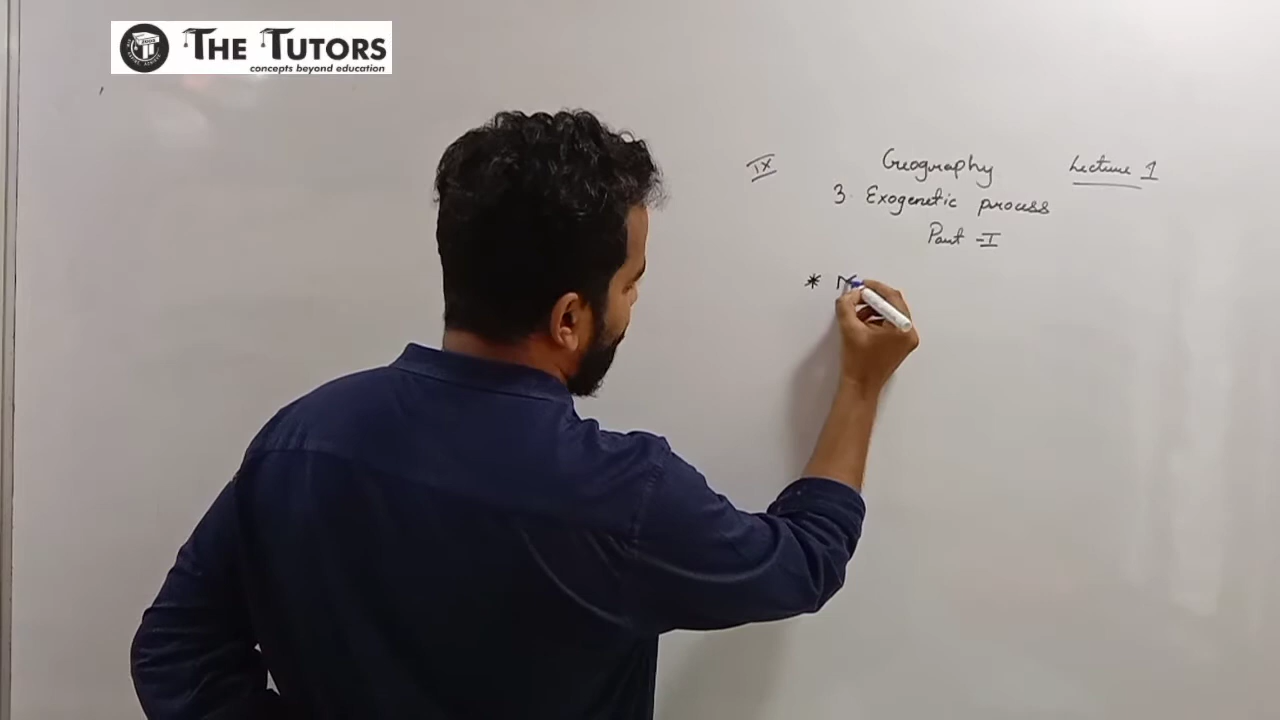 THE TUTORS
concepts beyond education
IX Geography Lecture 1
3. Exogenetic process
Part - I
*